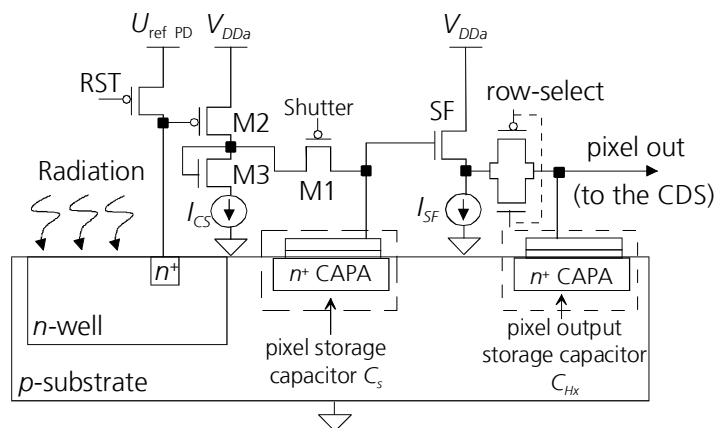 U_ref PD
V_DDa
V_DDa
RST
Shutter
SF
row-select
M2
pixel out
(to the CDS)
Radiation
M3
M1
I_CS
I_SF
n+
n+ CAPA
n+ CAPA
n-well
pixel storage
capacitor C_s
pixel output
storage capacitor
C_Hx
p-substrate